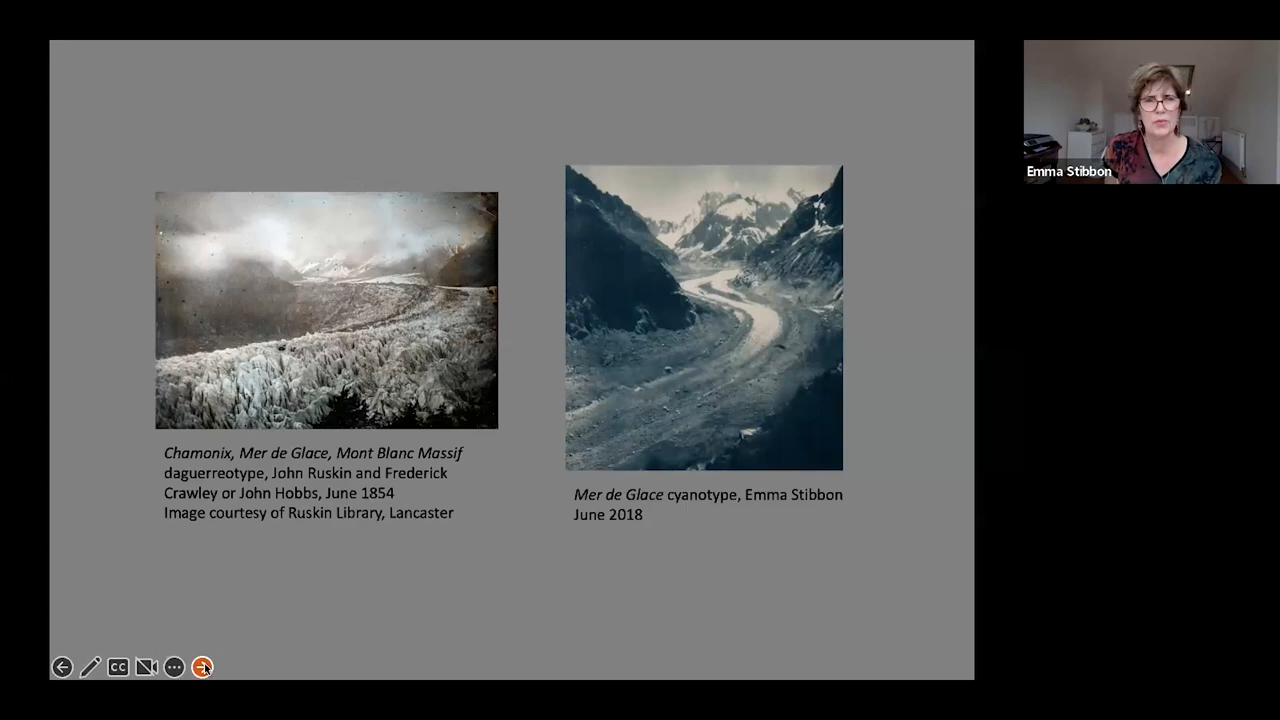 Chamonix, Mer de Glace, Mont Blanc Massif
daguerreotype, John Ruskin and Frederick
Crawley or John Hobbs, June 1854
Image courtesy of Ruskin Library, Lancaster
Mer de Glace cyanotype, Emma Stibbon
June 2018
Emma Stibbon
CC